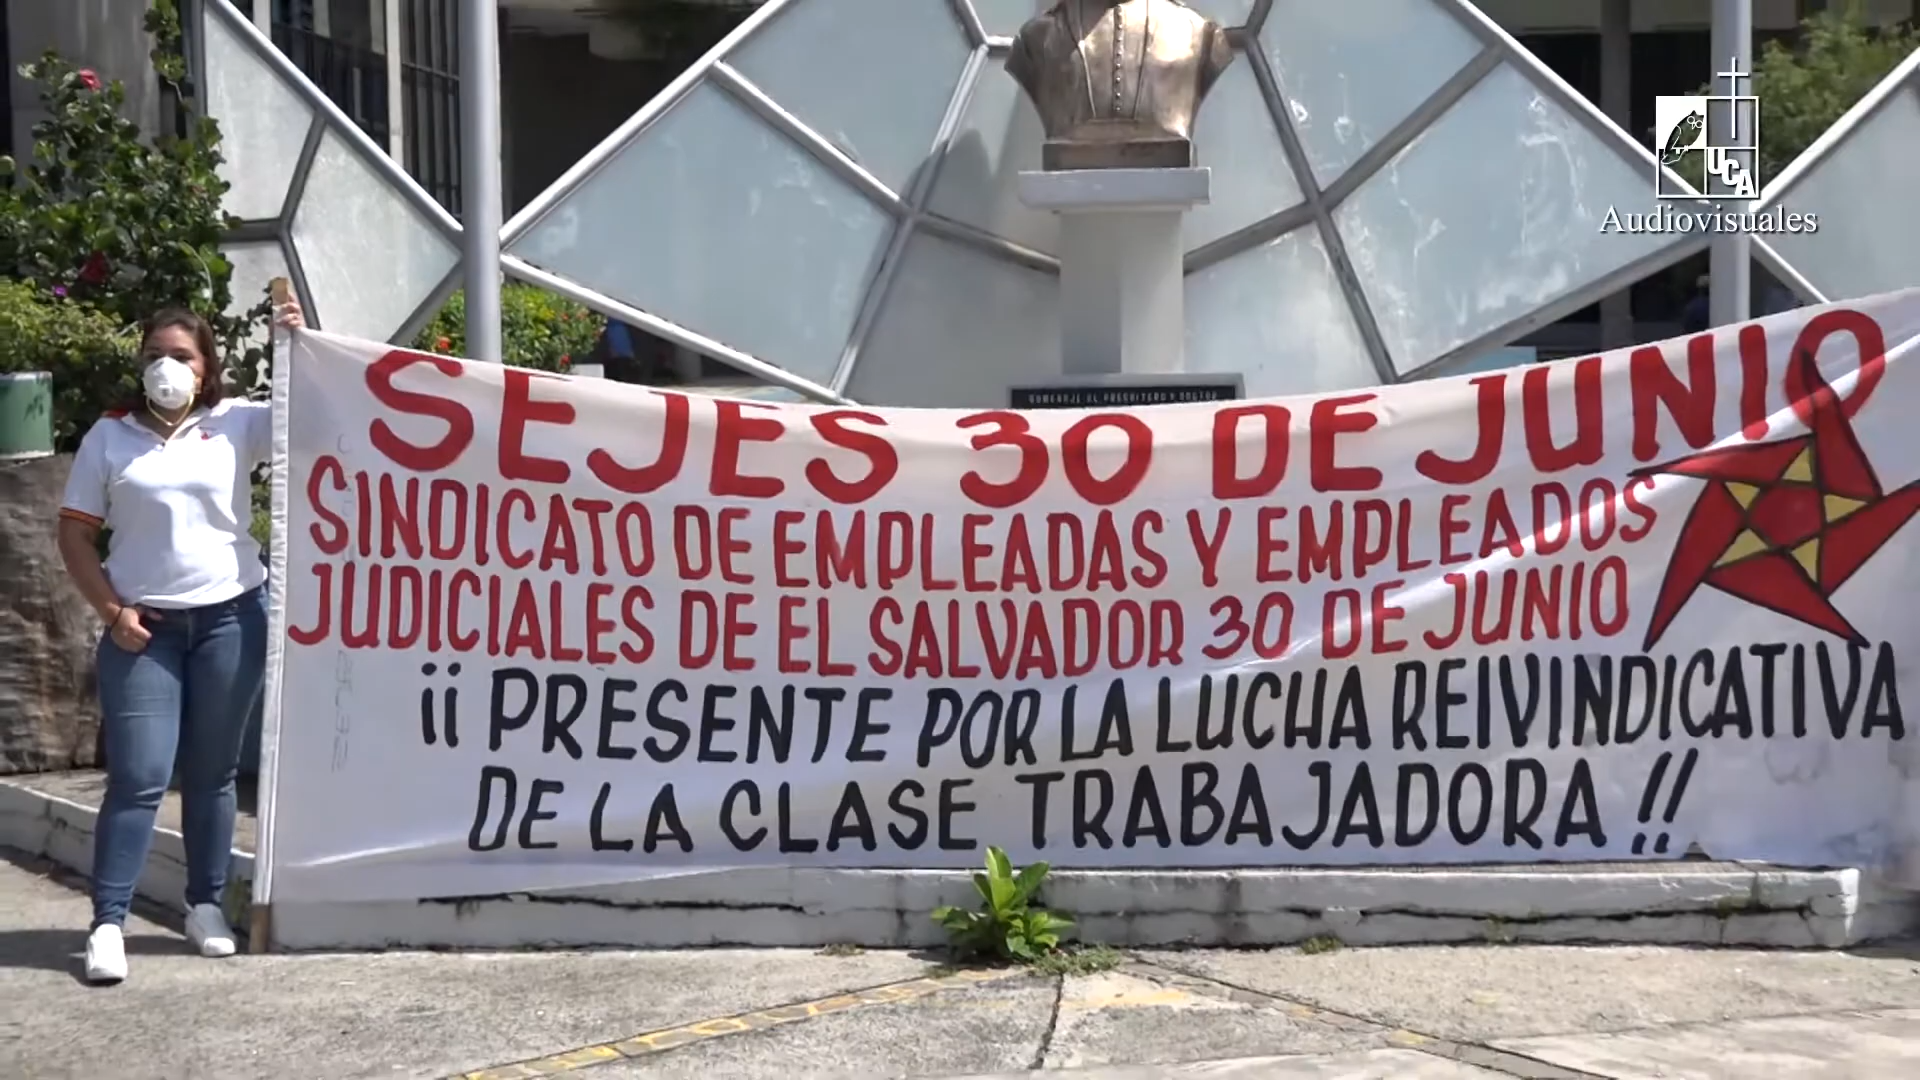 UCA
Audiovisuales
SEJES 30 DE JUNIO
SINDICATO DE EMPLEADAS Y EMPLEADOS
JUDICIALES DE EL SALVADOR 30 DE JUNIO
¡¡ PRESENTE POR LA LUCHA REIVINDICATIVA
DE LA CLASE TRABAJADORA !!